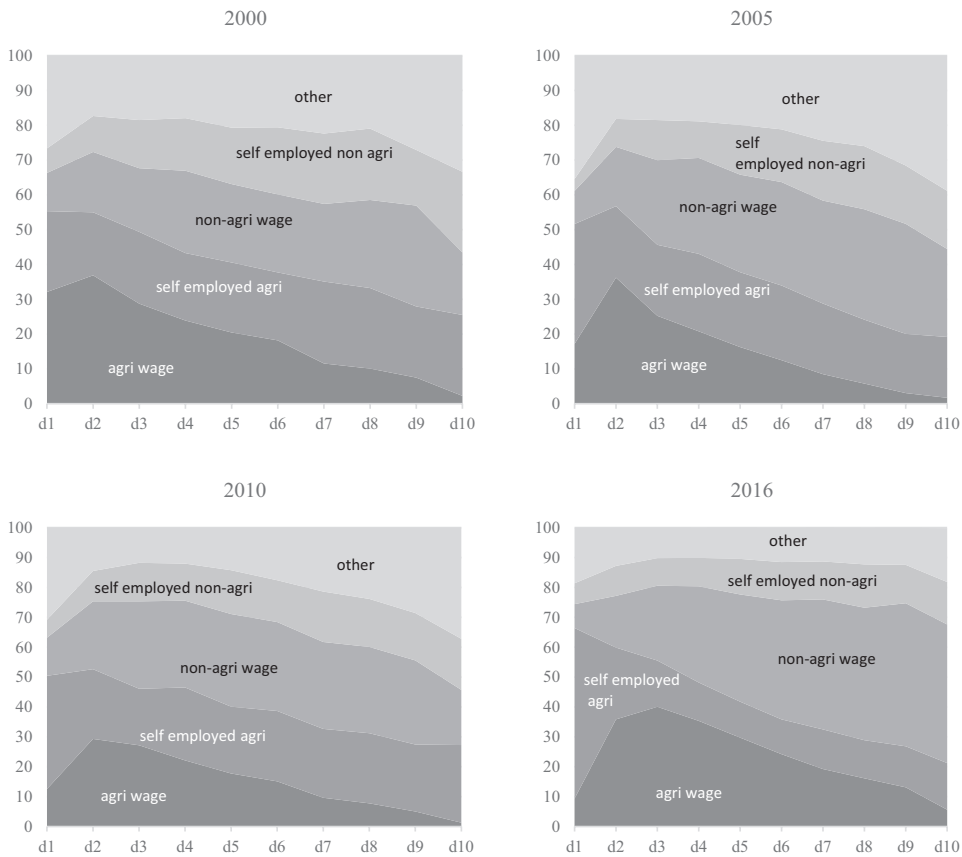 2000
100
90
80
70
60
50
40
30
20
10
0
other
self employed non agri
non-agri wage
self employed agri
agri wage
d1 d2 d3 d4 d5 d6 d7 d8 d9 d10
2005
100
90
80
70
60
50
40
30
20
10
0
other
self
employed non-agri
non-agri wage
self employed agri
agri wage
d1 d2 d3 d4 d5 d6 d7 d8 d9 d10
2010
100
90
80
70
60
50
40
30
20
10
0
other
self employed non-agri
non-agri wage
self employed agri
agri wage
d1 d2 d3 d4 d5 d6 d7 d8 d9 d10
2016
100
90
80
70
60
50
40
30
20
10
0
other
self emloyed non-agri
non-agri wage
self employed
agri
agri wage
d1 d2 d3 d4 d5 d6 d7 d8 d9 d10